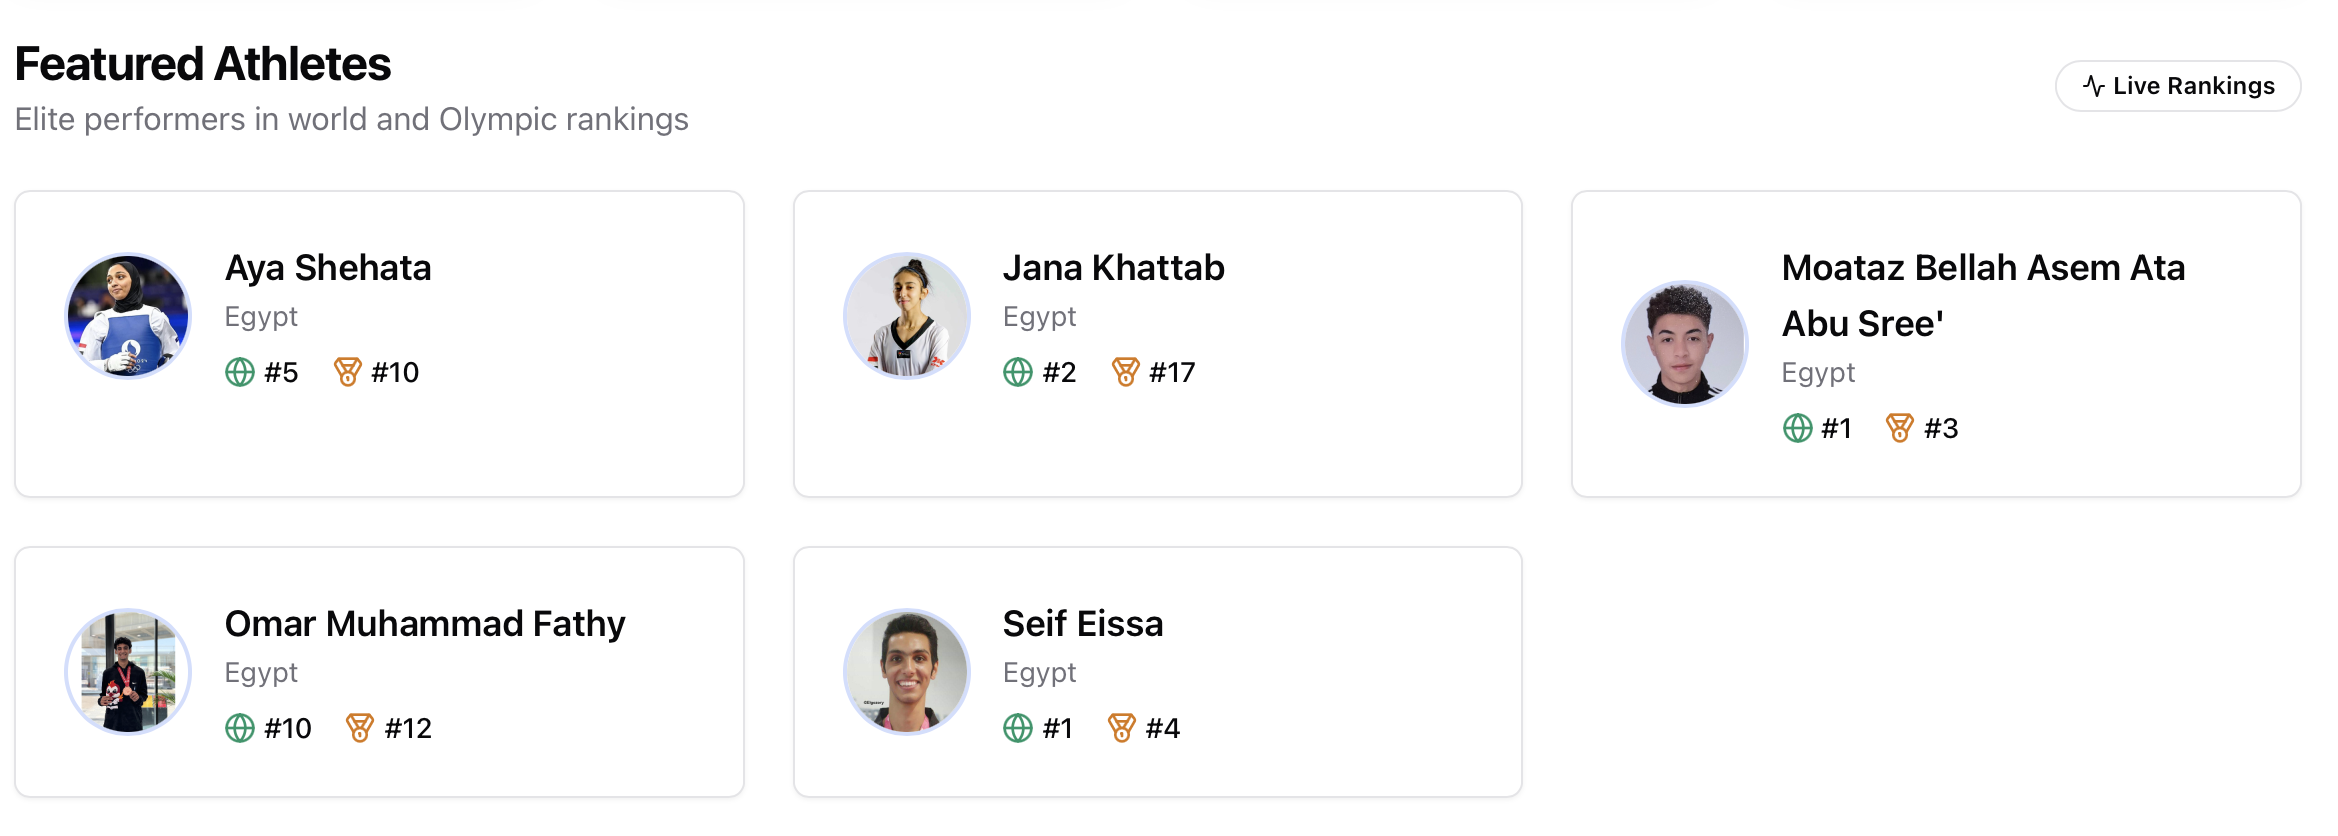 Featured Athletes
Elite performers in world and Olympic rankings
Live Rankings
Aya Shehata
Egypt
#5 #10
Jana Khattab
Egypt
#2 #17
Moataz Bellah Asem Ata
Abu Sree'
Egypt
#1 #3
Omar Muhammad Fathy
Egypt
#10 #12
Seif Eissa
Egypt
#1 #4